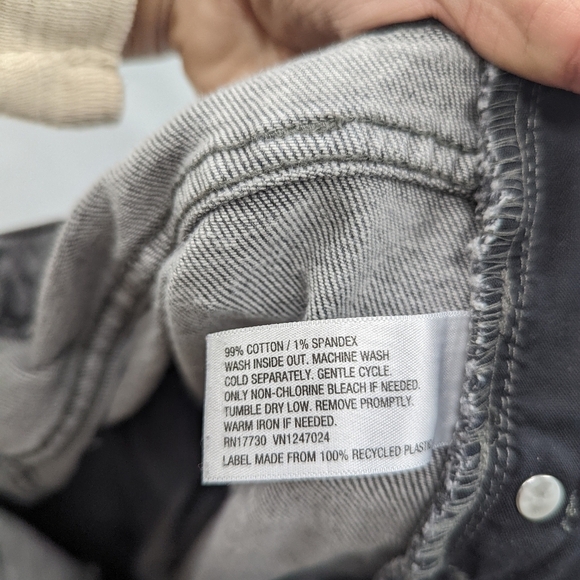 99% COTTON / 1% SPANDEX
WASH INSIDE OUT. MACHINE WASH
COLD SEPARATELY. GENTLE CYCLE.
ONLY NON-CHLORINE BLEACH IF NEEDED.
TUMBLE DRY LOW. REMOVE PROMPTLY.
WARM IRON IF NEEDED.
RN17730 VN1247024
LABEL MADE FROM 100% RECYCLED PLASTIC